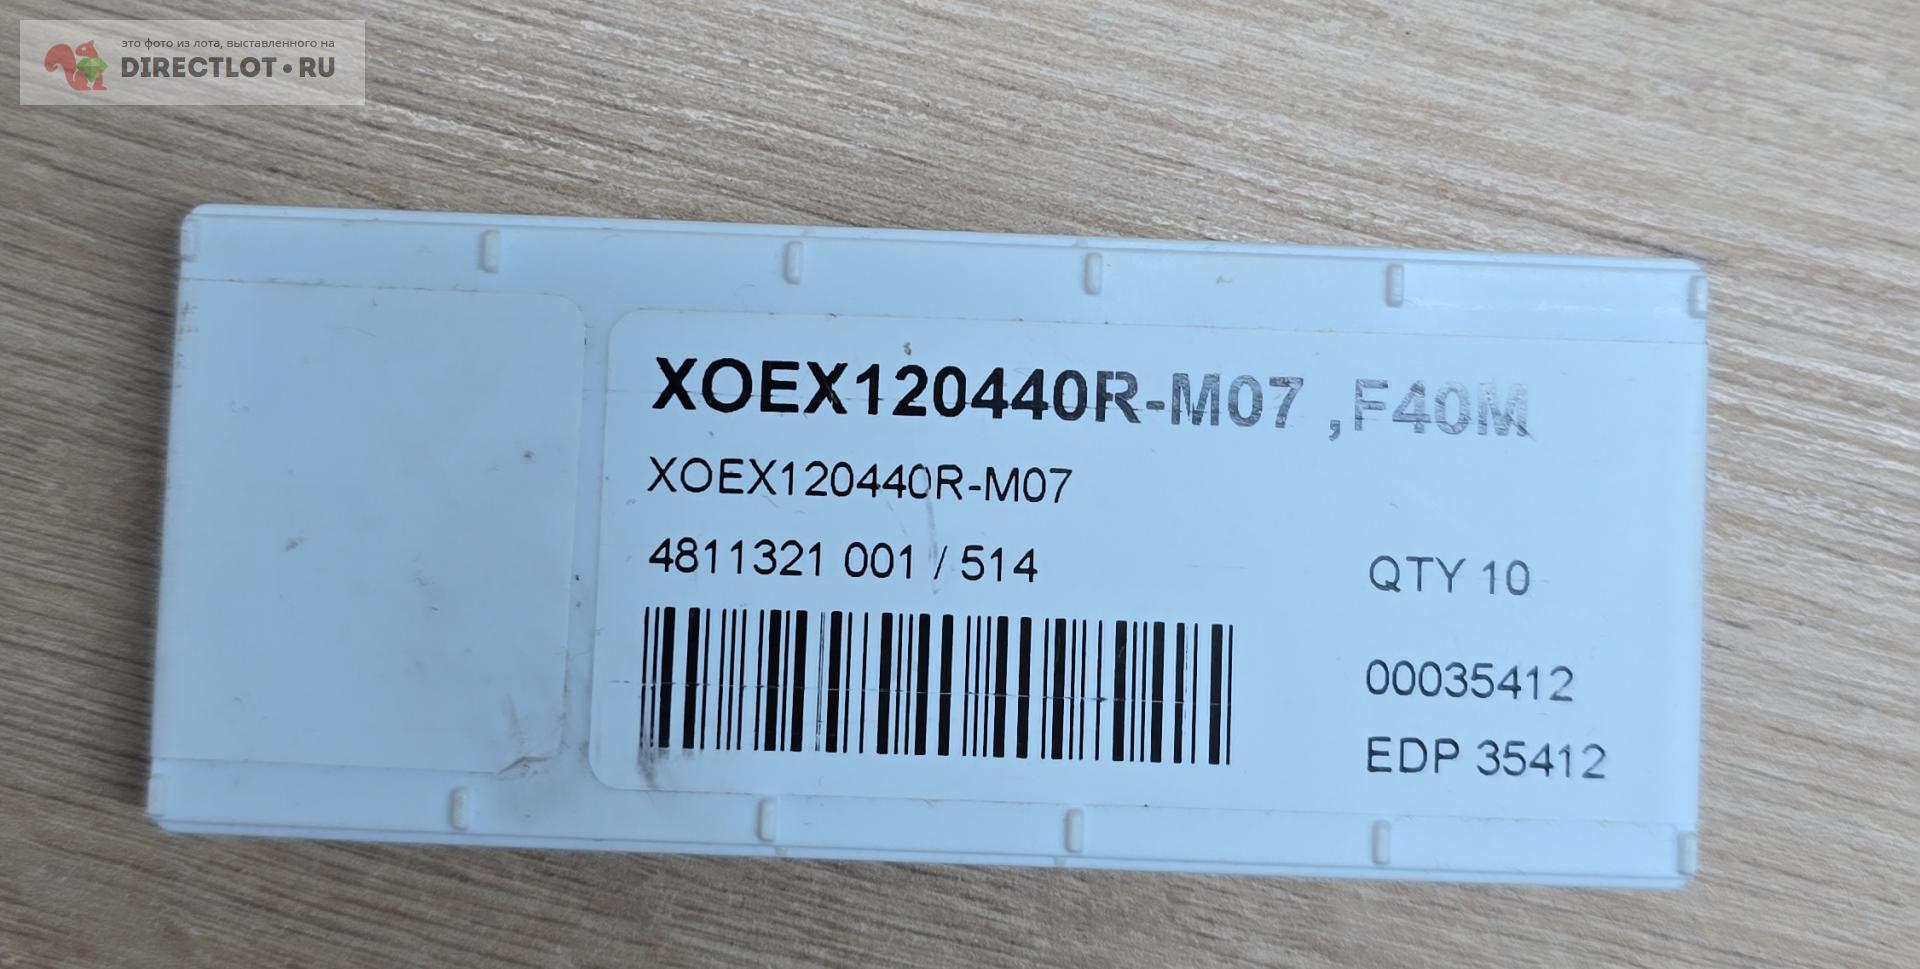 это фото из лота, выставленного на
DIRECTLOT•RU
XOEX120440R-M07 ,F40M
XOEX120440R-M07
4811321 001 / 514
QTY 10
00035412
EDP 35412